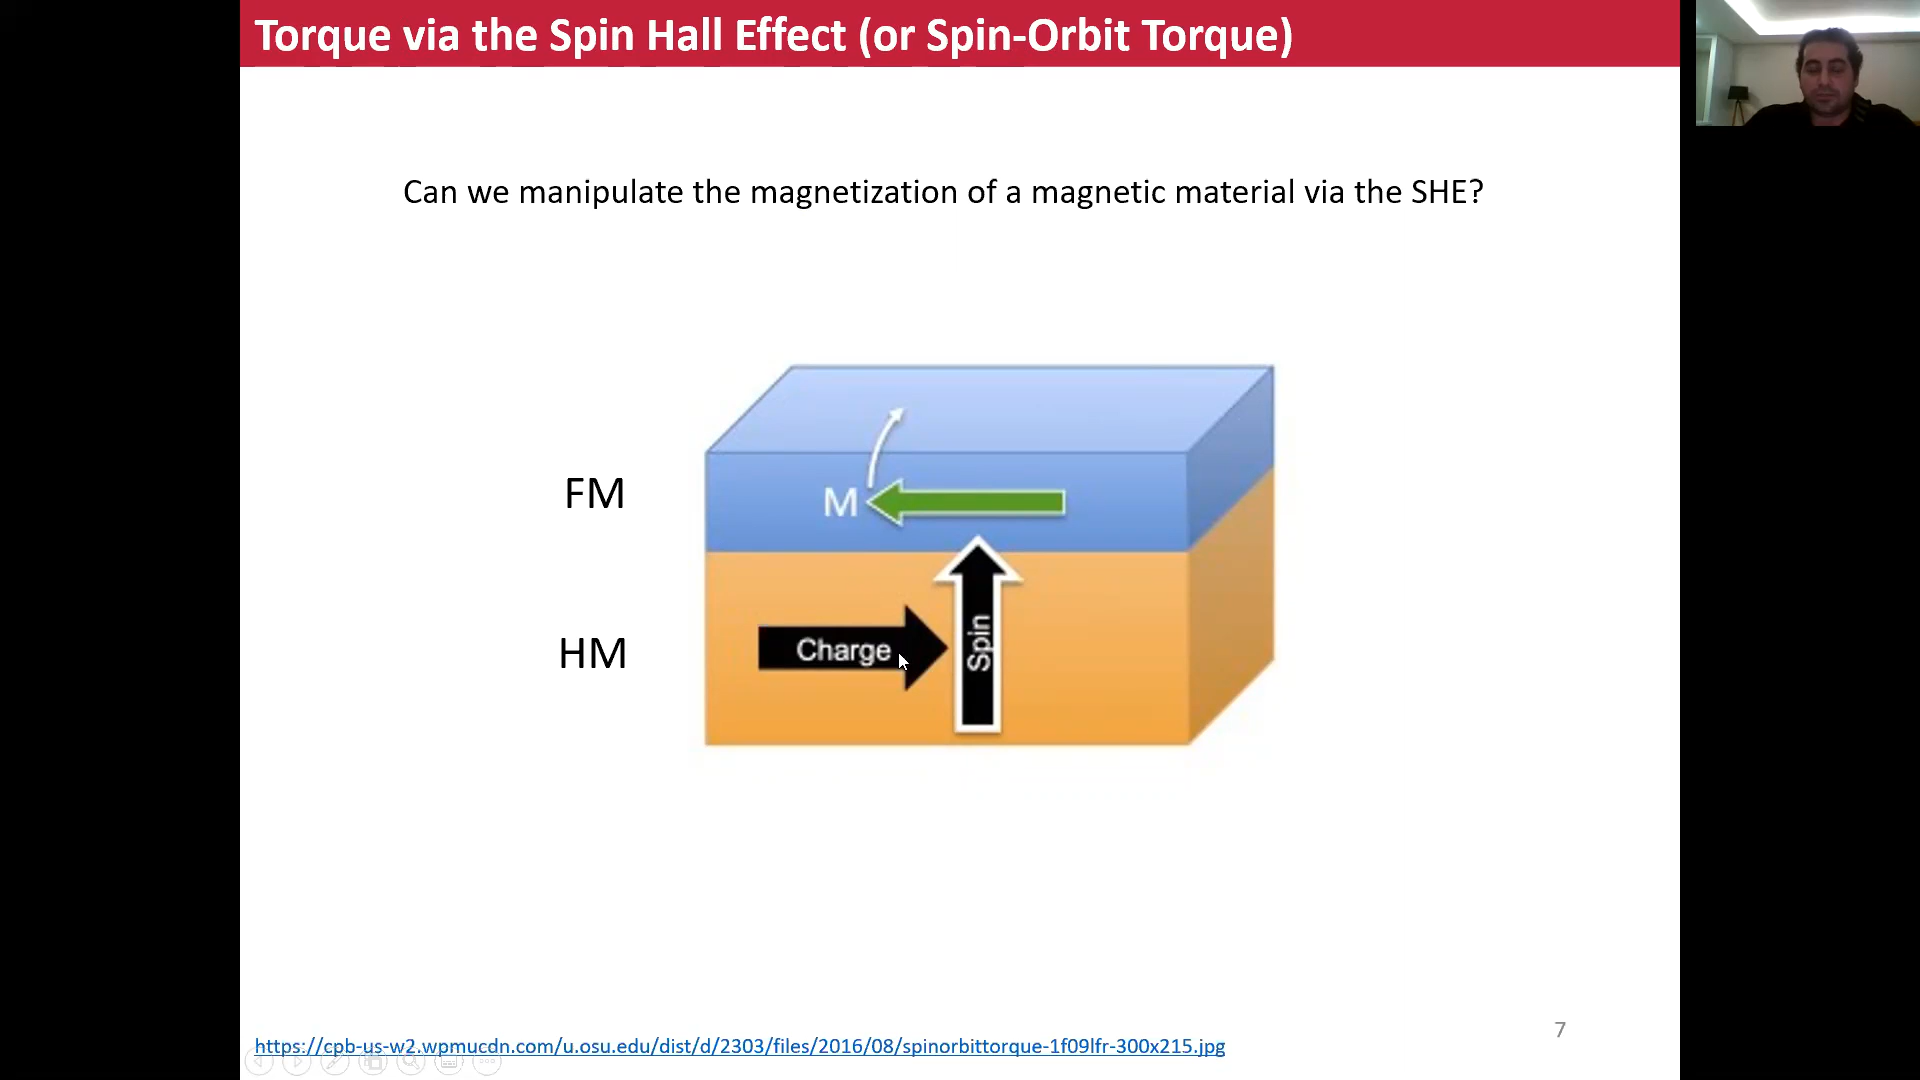 Torque via the Spin Hall Effect (or Spin-Orbit Torque)
Can we manipulate the magnetization of a magnetic material via the SHE?
FM
M
HM
Charge
Spin
7
https://cpb-us-w2.wpmucdn.com/u.osu.edu/dist/d/2303/files/2016/08/spinorbittorque-1f09lfr-300x215.jpg